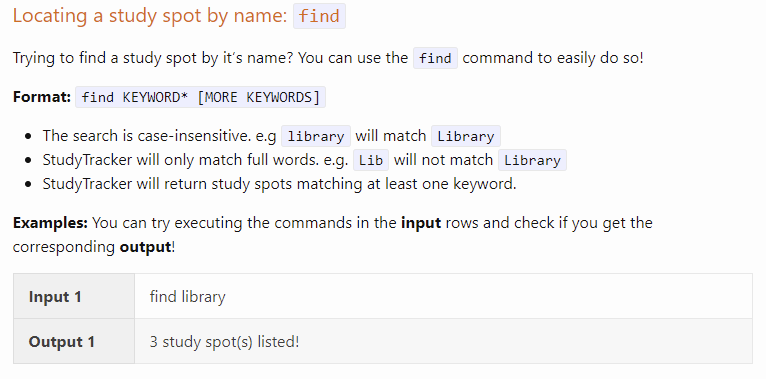 Locating a study spot by name: find
Trying to find a study spot by it's name? You can use the find command to easily do so!
Format: find KEYWORD* [MORE KEYWORDS]
• The search is case-insensitive. e.g library will match Library
• StudyTracker will only match full words. e.g. Lib will not match Library
• StudyTracker will return study spots matching at least one keyword.
Examples: You can try executing the commands in the input rows and check if you get the
corresponding output!
Input 1 find library
Output 1 3 study spot(s) listed!